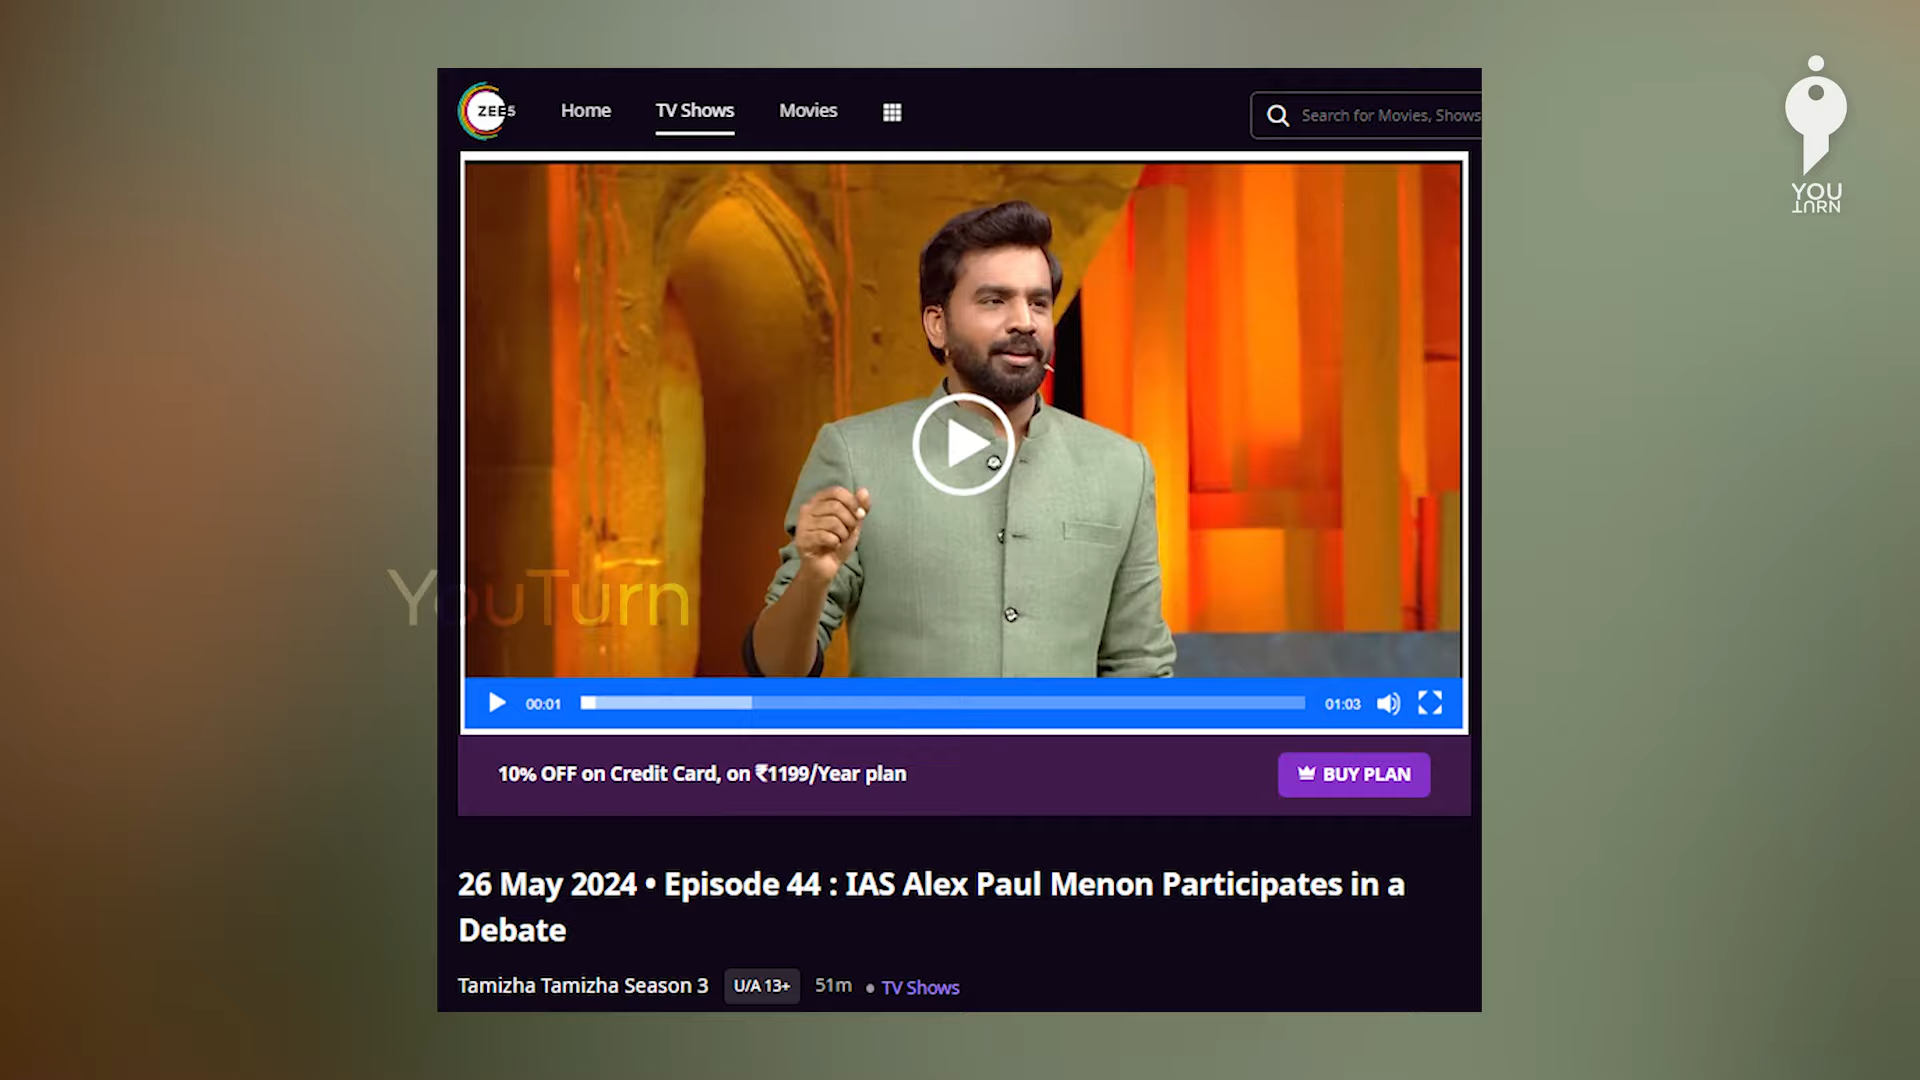 ZEE5
Home
TV Shows
Movies
Search for Movies, Shows
YOU
TURN
YouTurn
00:01
01:03
10% OFF on Credit Card, on ₹1199/Year plan
BUY PLAN
26 May 2024 • Episode 44 : IAS Alex Paul Menon Participates in a
Debate
Tamizha Tamizha Season 3
U/A 13+
51m
• TV Shows